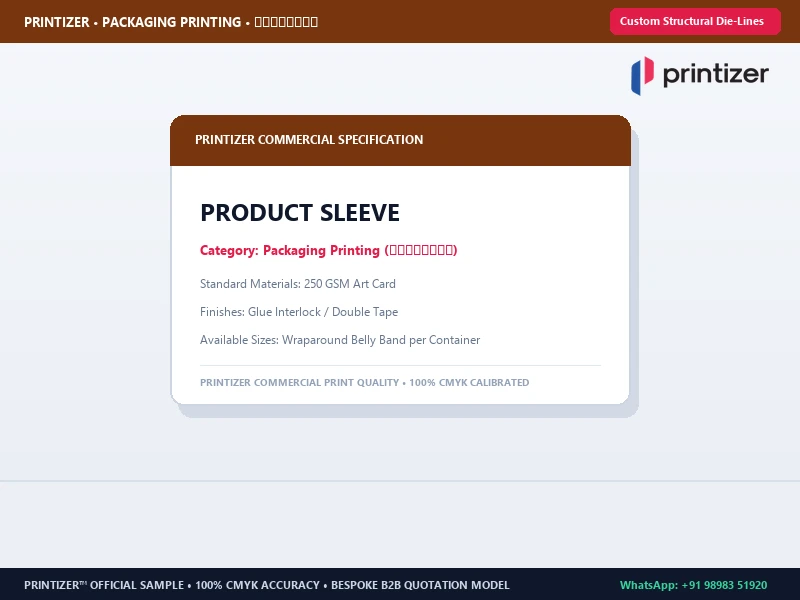 PRINTIZER • PACKAGING PRINTING •
Custom Structural Die-Lines
printizer
PRINTIZER COMMERCIAL SPECIFICATION
PRODUCT SLEEVE
Category: Packaging Printing ()
Standard Materials: 250 GSM Art Card
Finishes: Glue Interlock / Double Tape
Available Sizes: Wraparound Belly Band per Container
PRINTIZER COMMERCIAL PRINT QUALITY • 100% CMYK CALIBRATED
PRINTIZER™ OFFICIAL SAMPLE • 100% CMYK ACCURACY • BESPOKE B2B QUOTATION MODEL
WhatsApp: +91 98983 51920